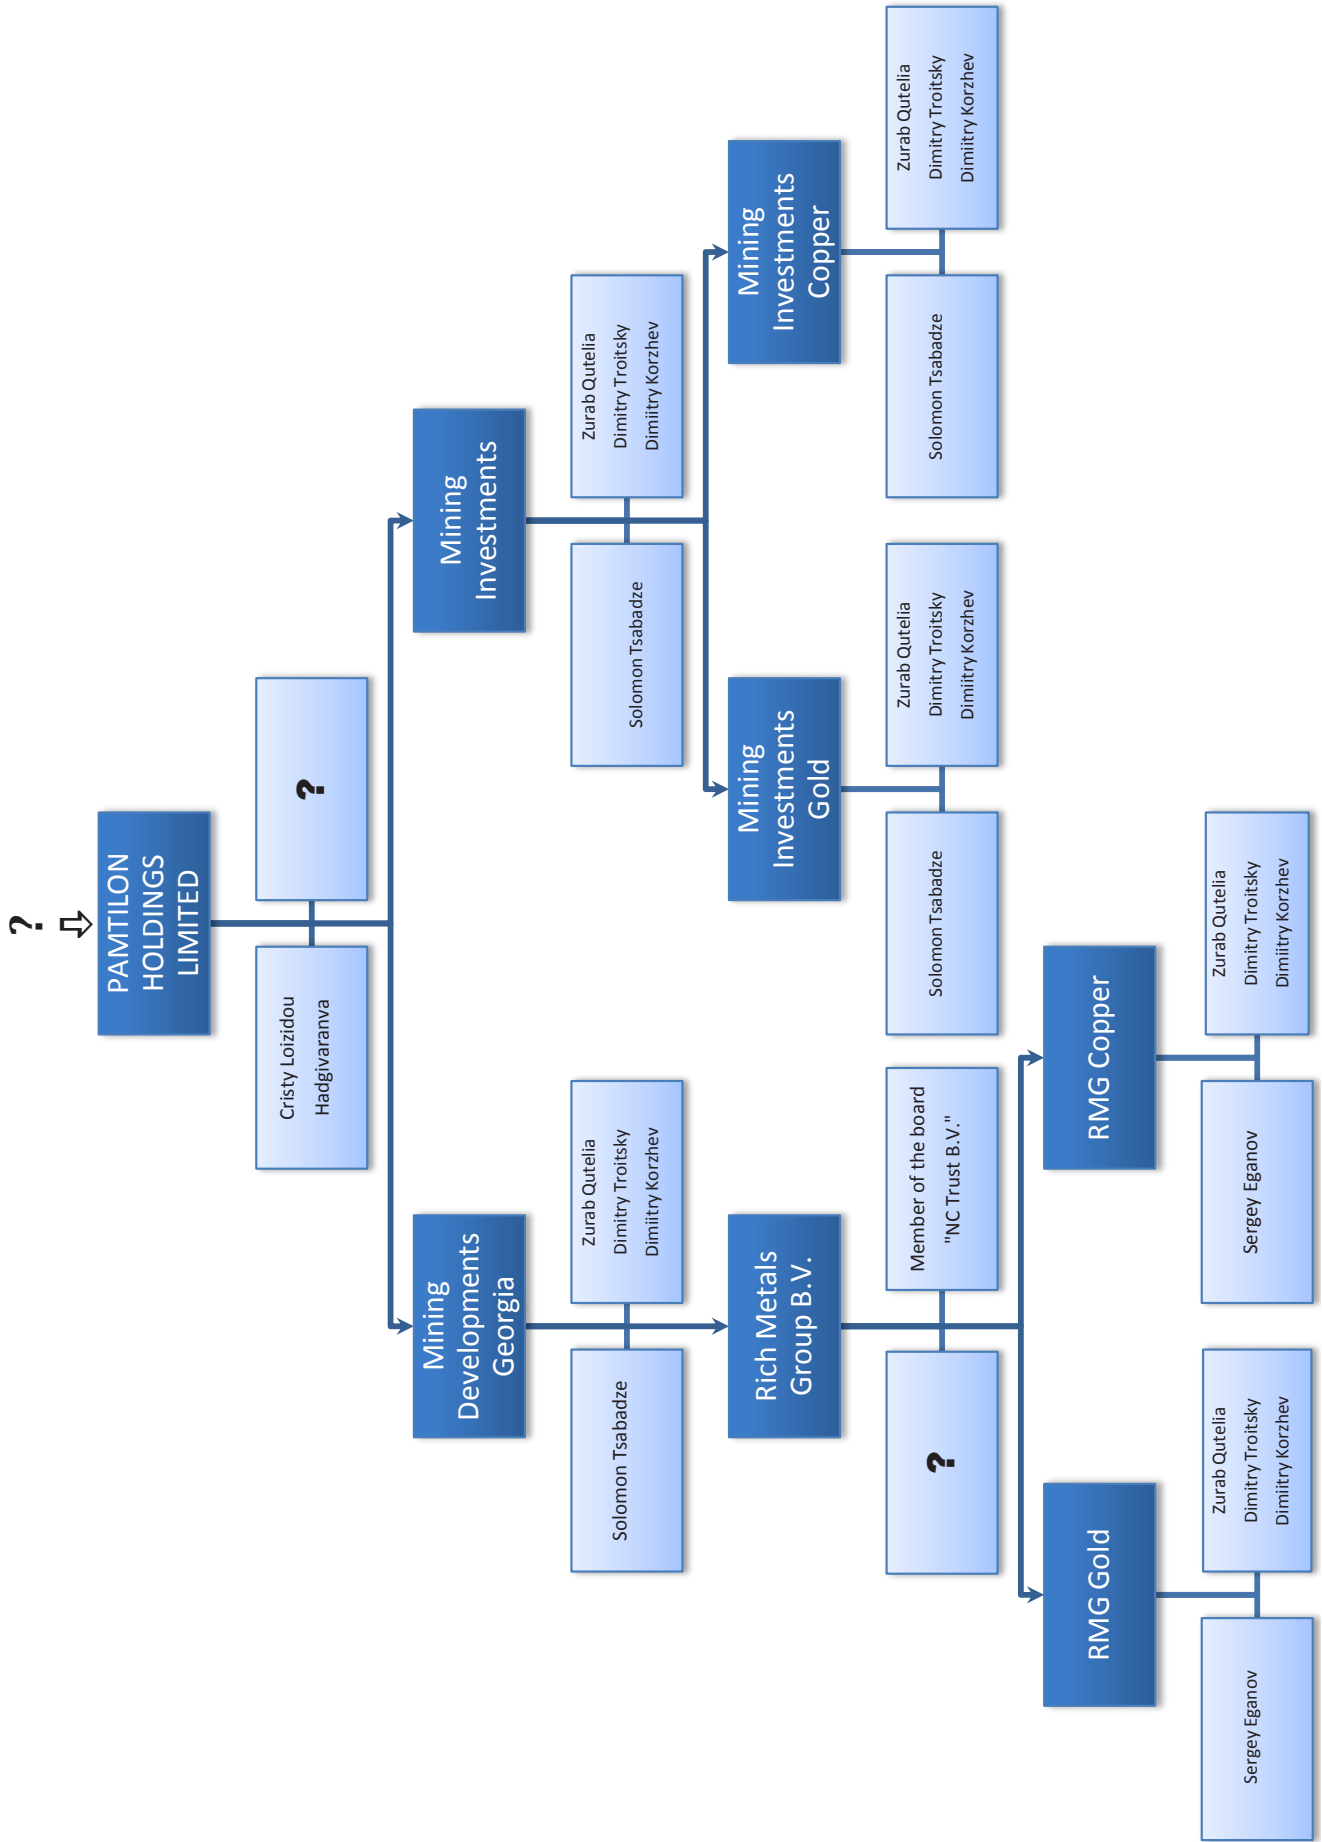 ?
PAMTILON
HOLDINGS
LIMITED
Cristy Loizidou
Hadgivaranva
?
Mining
Developments
Georgia
Mining
Investments
Solomon Tsabadze
Zurab Qutelia
Dimitry Troitsky
Dimiitry Korzhev
Solomon Tsabadze
Zurab Qutelia
Dimitry Troitsky
Dimiitry Korzhev
Rich Metals
Group B.V.
Mining
Investments
Gold
Mining
Investments
Copper
?
Member of the board
"NC Trust B.V."
Solomon Tsabadze
Zurab Qutelia
Dimitry Troitsky
Dimiitry Korzhev
Solomon Tsabadze
Zurab Qutelia
Dimitry Troitsky
Dimiitry Korzhev
RMG Gold
RMG Copper
Sergey Eganov
Zurab Qutelia
Dimitry Troitsky
Dimiitry Korzhev
Sergey Eganov
Zurab Qutelia
Dimitry Troitsky
Dimiitry Korzhev